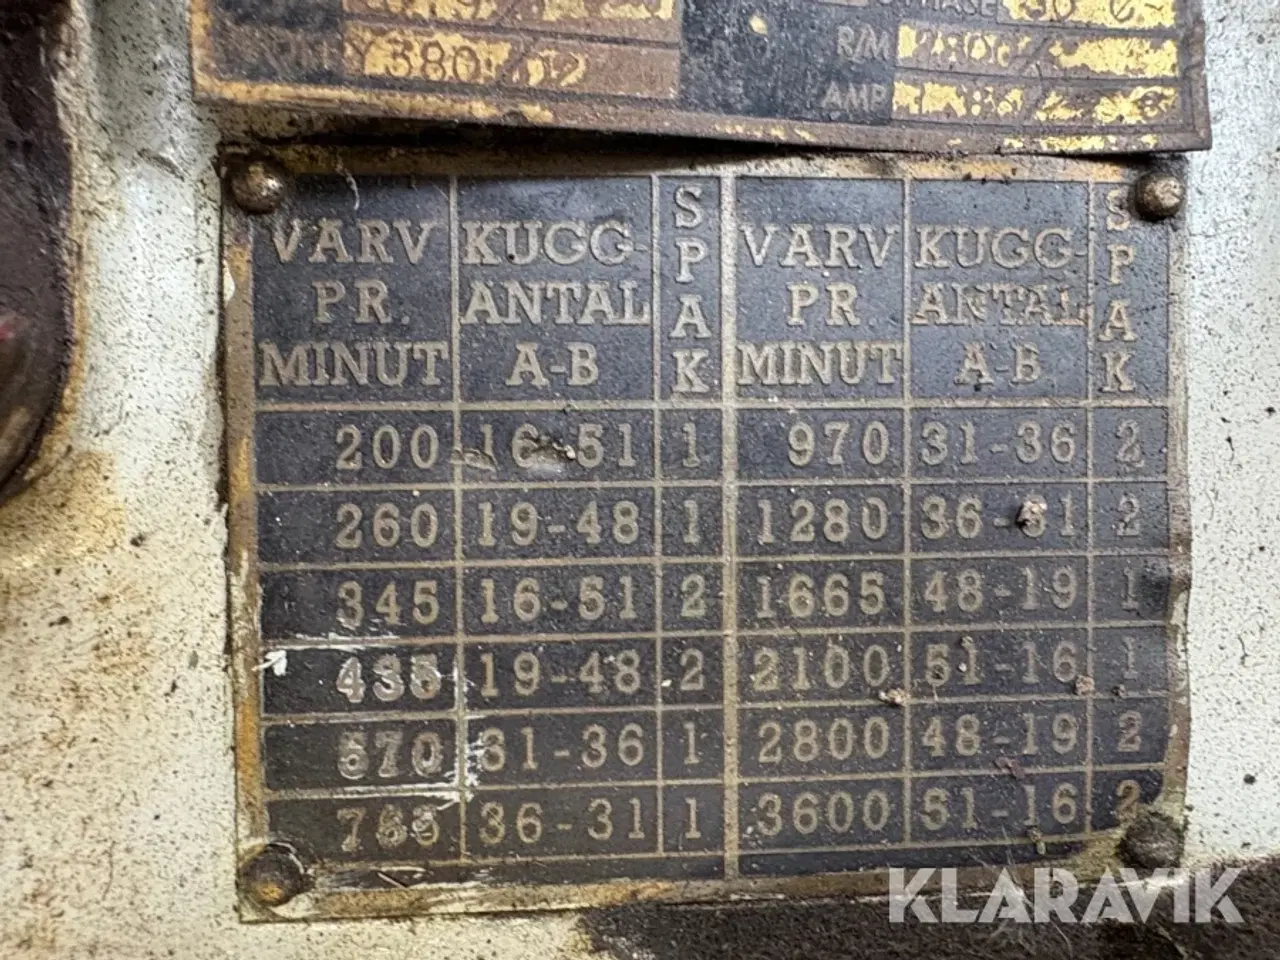 PHASE
Y380
R/M
AMP
VARV PR. MINUT KUGG-ANTAL A-B SPAK VARV PR. MINUT KUGG-ANTAL A-B SPAK
200 16-51 1 970 31-36 2
260 19-48 1 1280 36-31 2
345 16-51 2 1665 48-19 1
435 19-48 2 2100 51-16 1
570 31-36 1 2800 48-19 2
765 36-31 1 3600 51-16 2
KLARAVIK